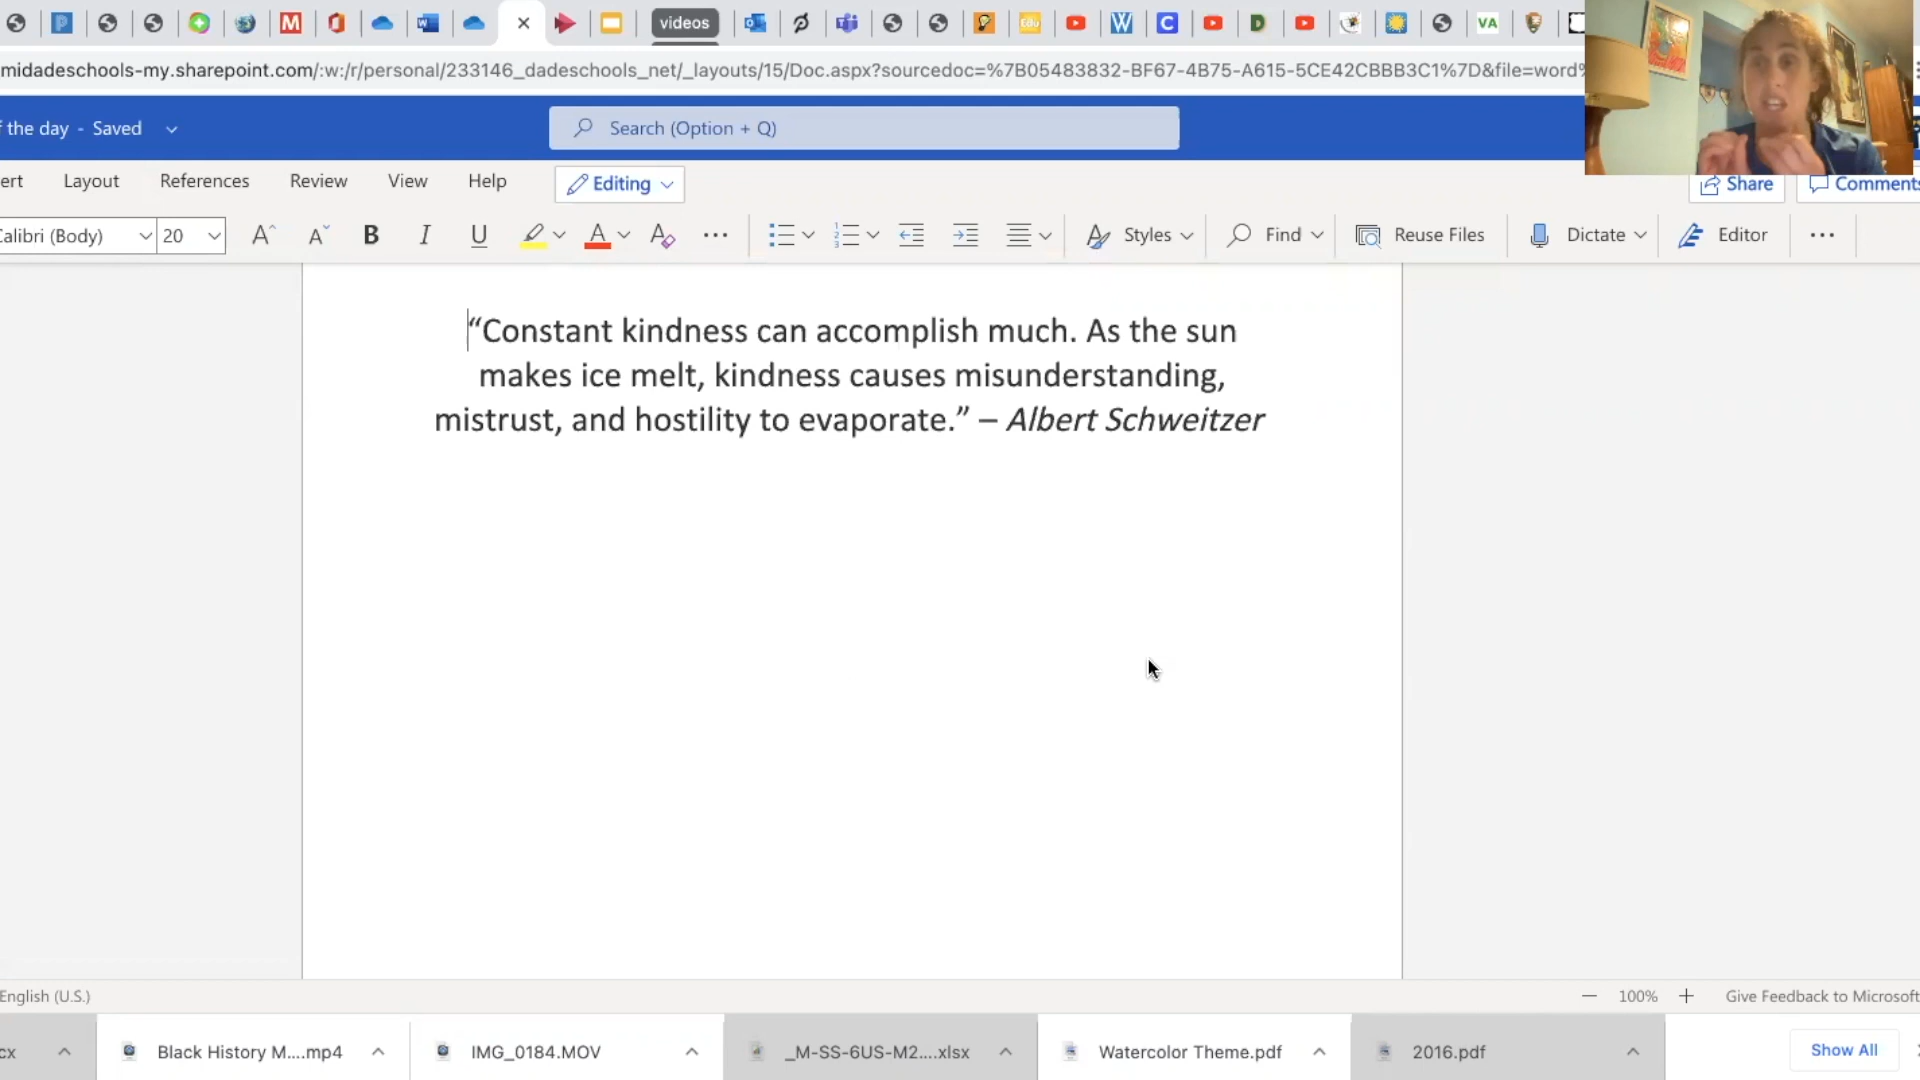 videos
VA
midadeschools-my.sharepoint.com/:w:/r/personal/233146_dadeschools_net/_layouts/15/Doc.aspx?sourcedoc=%7B05483832-BF67-4B75-A615-5CE42CBBB3C1%7D&file=word%
f the day - Saved
Search (Option + Q)
ert Layout References Review View Help Editing Share Comments
Calibri (Body) 20 B I U Styles Find Reuse Files Dictate Editor
“Constant kindness can accomplish much. As the sun
makes ice melt, kindness causes misunderstanding,
mistrust, and hostility to evaporate.” – Albert Schweitzer
English (U.S.) 100% Give Feedback to Microsoft
cx Black History M....mp4 IMG_0184.MOV _M-SS-6US-M2....xlsx Watercolor Theme.pdf 2016.pdf Show All